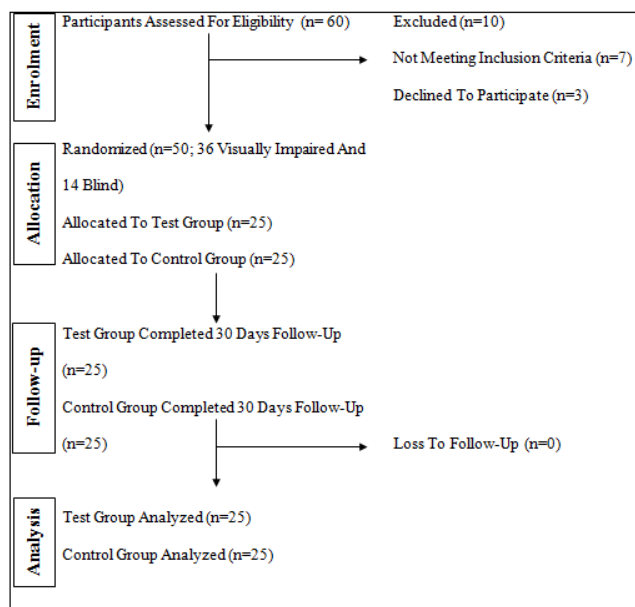 Enrolment
Participants Assessed For Eligibility (n= 60)
Excluded (n=10)
Not Meeting Inclusion Criteria (n=7)
Declined To Participate (n=3)
Allocation
Randomized (n=50; 36 Visually Impaired And
14 Blind)
Allocated To Test Group (n=25)
Allocated To Control Group (n=25)
Follow-up
Test Group Completed 30 Days Follow-Up
(n=25)
Control Group Completed 30 Days Follow-Up
(n=25)
Loss To Follow-Up (n=0)
Analysis
Test Group Analyzed (n=25)
Control Group Analyzed (n=25)